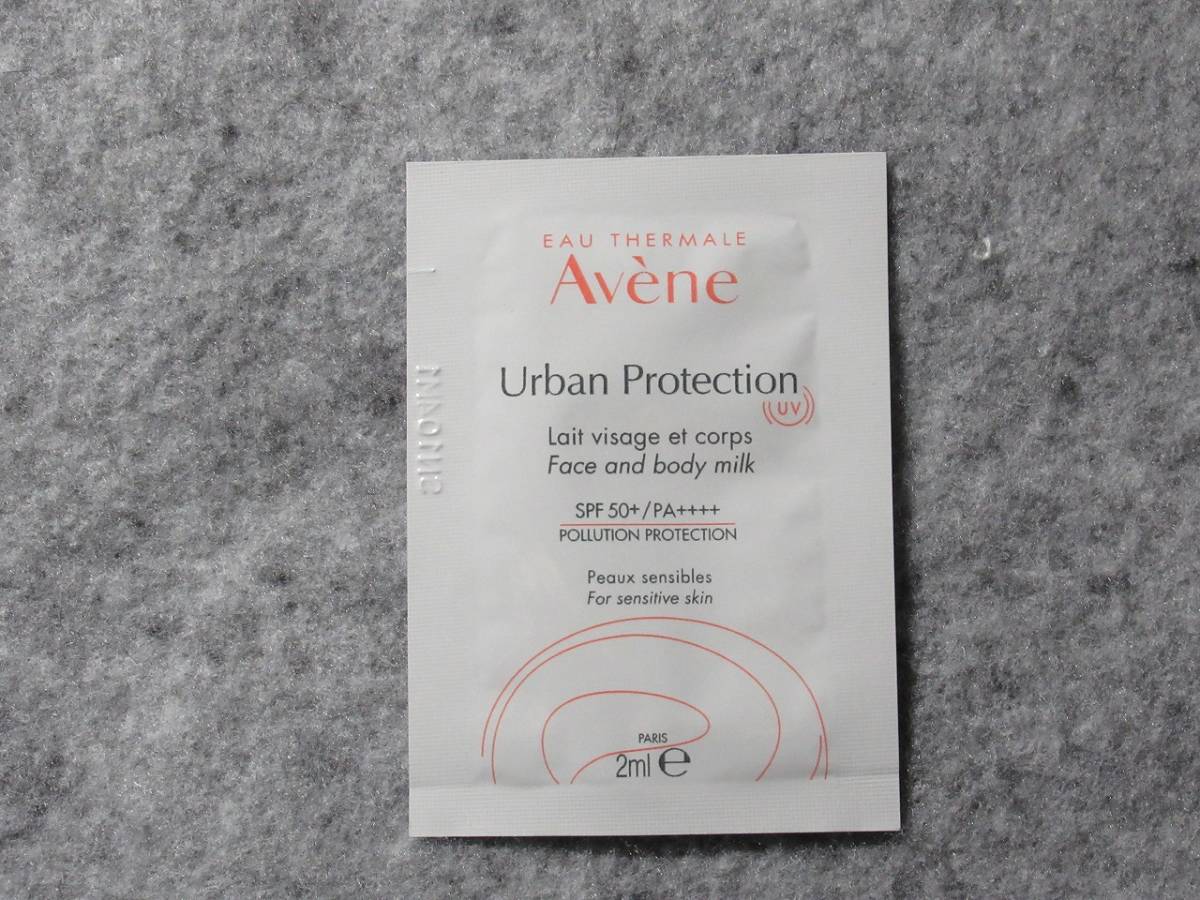 EAU THERMALE
Avène
Urban Protection
UV
Lait visage et corps
Face and body milk
SPF 50+/PA++++
POLLUTION PROTECTION
Peaux sensibles
For sensitive skin
PARIS
2ml ℮